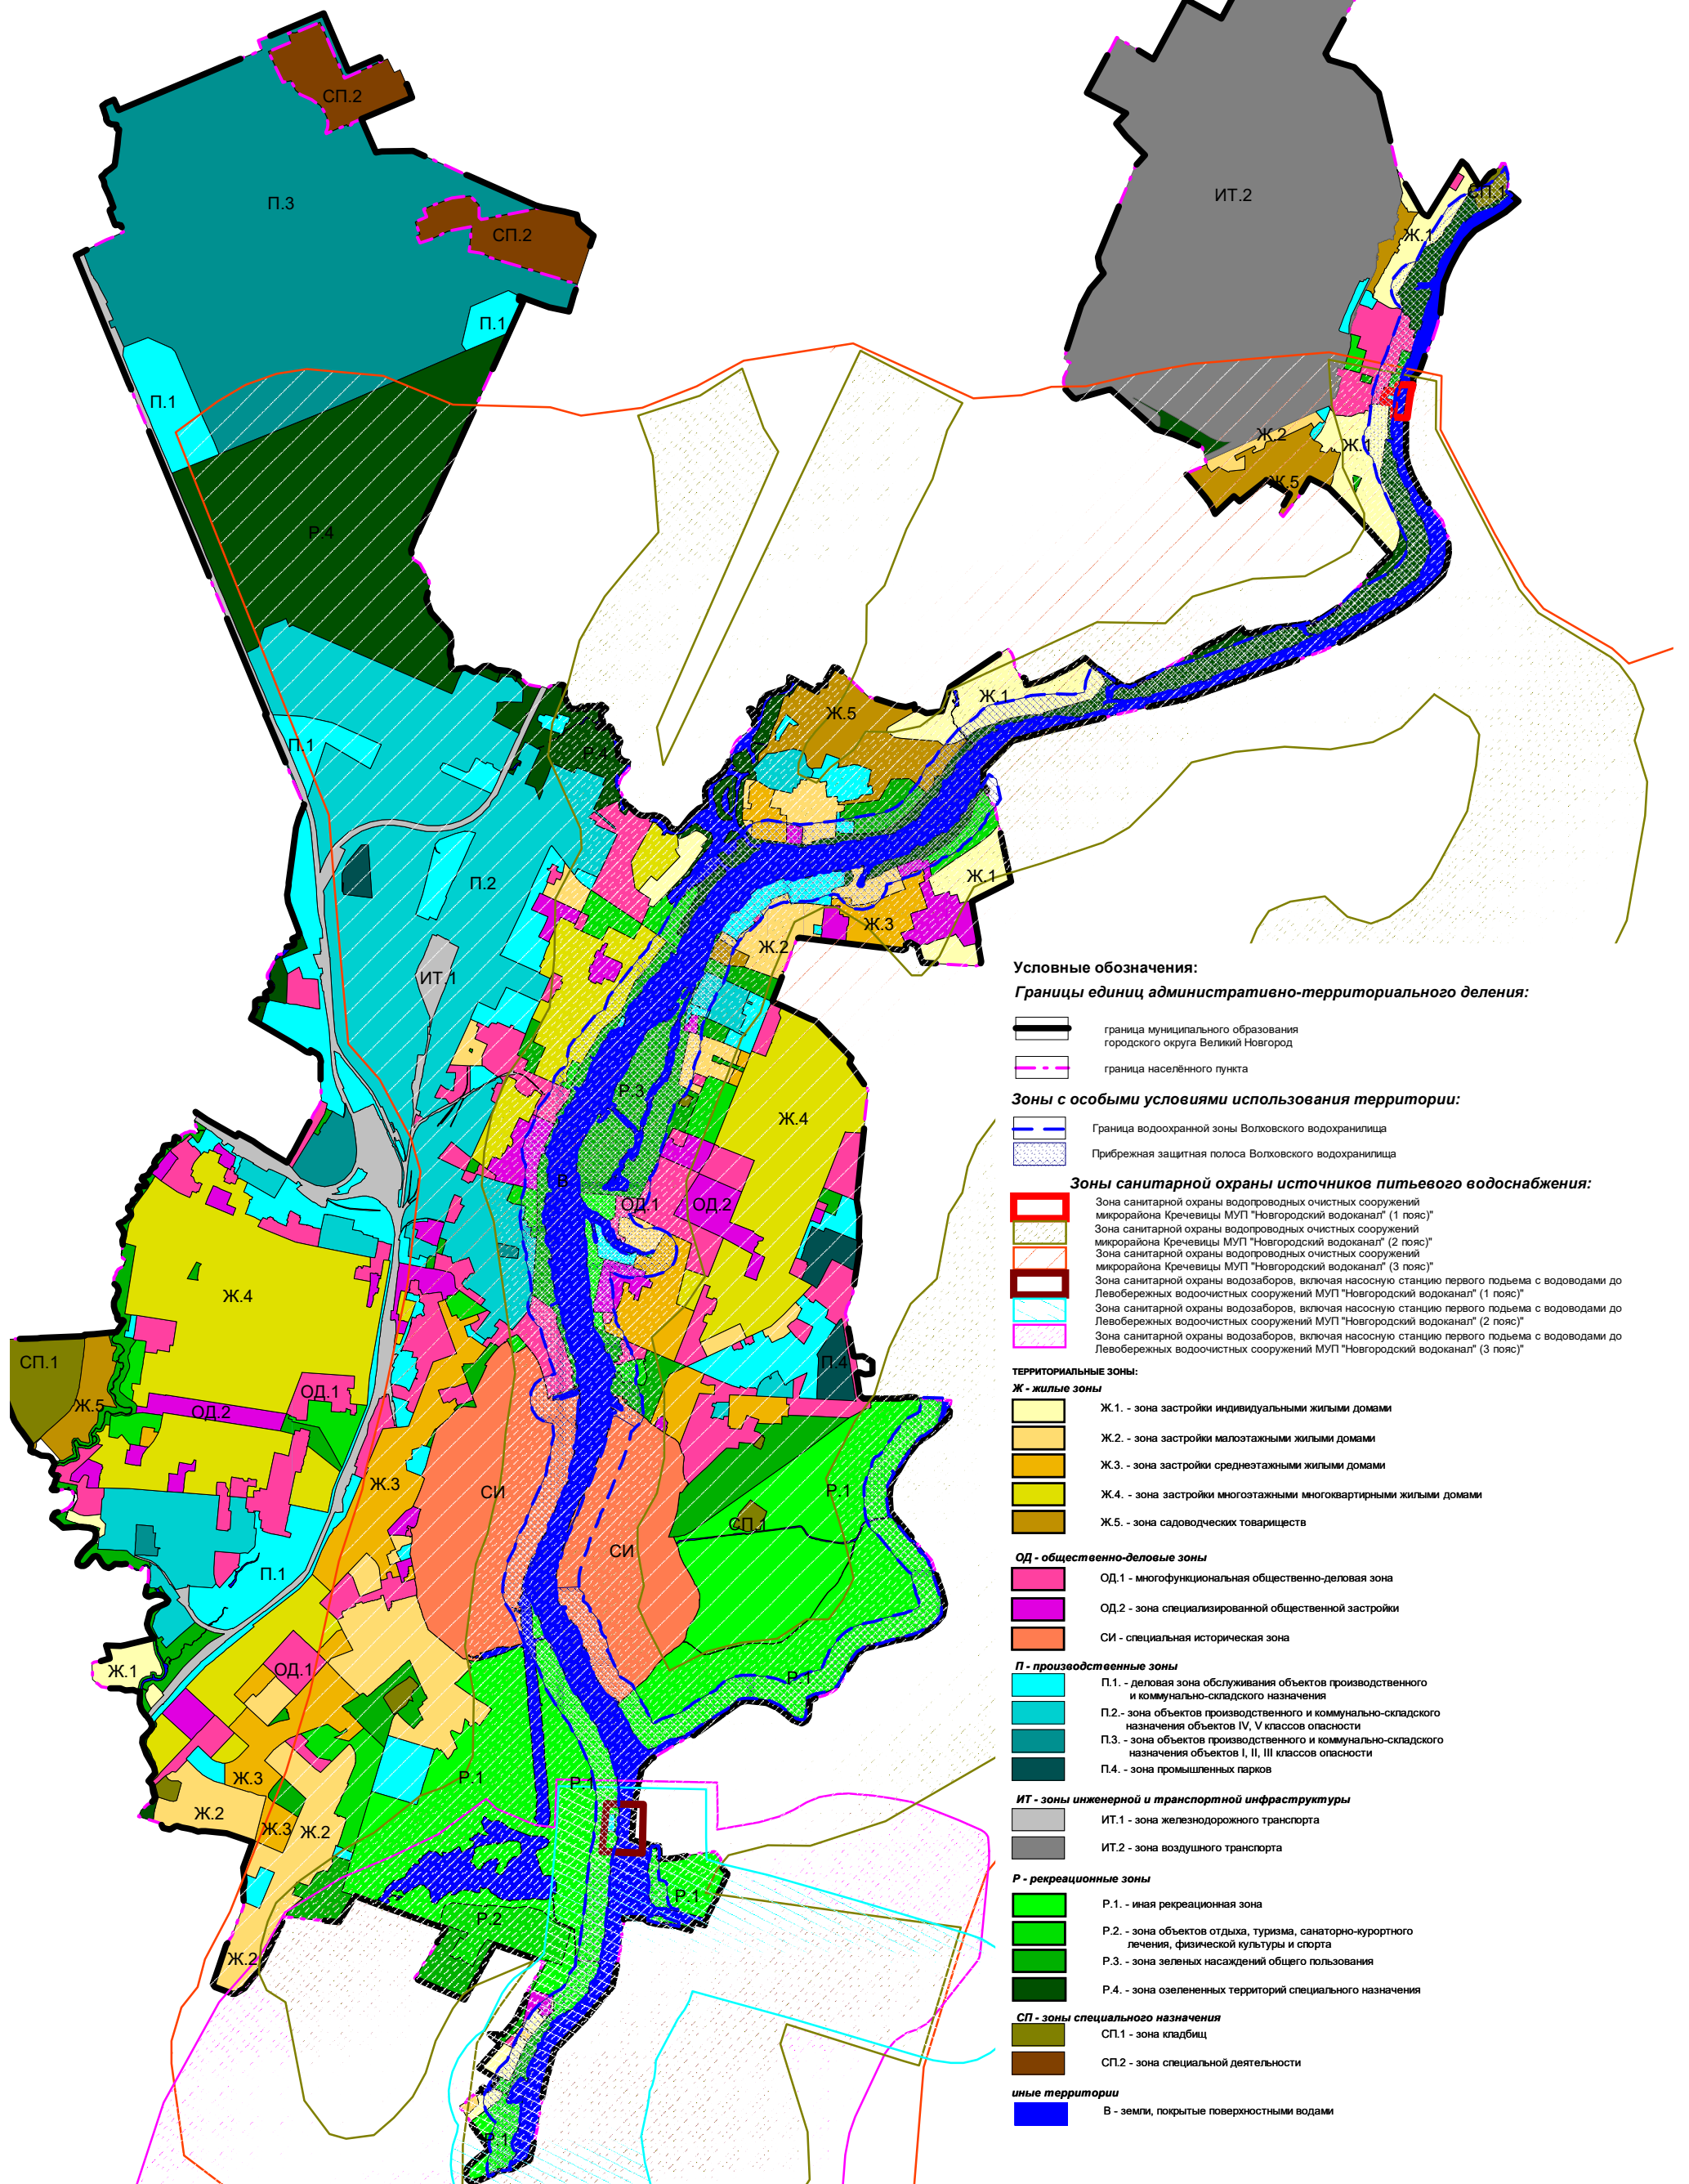 СП.2
П.3
СП.2
П.1
П.1
Р.4
ИТ.2
СП.1
Ж.1
Ж.2
Ж.1
Ж.5
Ж.5
Ж.1
П.1
П.2
Ж.1
Ж.3
Ж.2
ИТ.1
Р.3
Ж.4
В
ОД.1
ОД.2
Ж.4
СП.1
Ж.5
ОД.1
ОД.2
П.4
Ж.3
СИ
СИ
Р.1
СП.1
П.1
Ж.1
ОД.1
Р.1
Ж.3
Р.1
Р.1
Ж.2
Ж.3
Ж.2
Р.1
Р.2
Ж.2
Р.1
Условные обозначения:
Границы единиц административно-территориального деления:
граница муниципального образования
городского округа Великий Новгород
граница населённого пункта
Зоны с особыми условиями использования территории:
Граница водоохранной зоны Волховского водохранилища
Прибрежная защитная полоса Волховского водохранилища
Зоны санитарной охраны источников питьевого водоснабжения:
Зона санитарной охраны водопроводных очистных сооружений
микрорайона Кречевицы МУП "Новгородский водоканал" (1 пояс)"
Зона санитарной охраны водопроводных очистных сооружений
микрорайона Кречевицы МУП "Новгородский водоканал" (2 пояс)"
Зона санитарной охраны водопроводных очистных сооружений
микрорайона Кречевицы МУП "Новгородский водоканал" (3 пояс)"
Зона санитарной охраны водозаборов, включая насосную станцию первого подьема с водоводами до
Левобережных водоочистных сооружений МУП "Новгородский водоканал" (1 пояс)"
Зона санитарной охраны водозаборов, включая насосную станцию первого подьема с водоводами до
Левобережных водоочистных сооружений МУП "Новгородский водоканал" (2 пояс)"
Зона санитарной охраны водозаборов, включая насосную станцию первого подьема с водоводами до
Левобережных водоочистных сооружений МУП "Новгородский водоканал" (3 пояс)"
ТЕРРИТОРИАЛЬНЫЕ ЗОНЫ:
Ж - жилые зоны
Ж.1. - зона застройки индивидуальными жилыми домами
Ж.2. - зона застройки малоэтажными жилыми домами
Ж.3. - зона застройки среднеэтажными жилыми домами
Ж.4. - зона застройки многоэтажными многоквартирными жилыми домами
Ж.5. - зона садоводческих товариществ
ОД - общественно-деловые зоны
ОД.1 - многофункциональная общественно-деловая зона
ОД.2 - зона специализированной общественной застройки
СИ - специальная историческая зона
П - производственные зоны
П.1. - деловая зона обслуживания объектов производственного
и коммунально-складского назначения
П.2.- зона объектов производственного и коммунально-складского
назначения объектов IV, V классов опасности
П.3. - зона объектов производственного и коммунально-складского
назначения объектов I, II, III классов опасности
П.4. - зона промышленных парков
ИТ - зоны инженерной и транспортной инфраструктуры
ИТ.1 - зона железнодорожного транспорта
ИТ.2 - зона воздушного транспорта
Р - рекреационные зоны
Р.1. - иная рекреационная зона
Р.2. - зона объектов отдыха, туризма, санаторно-курортного
лечения, физической культуры и спорта
Р.3. - зона зеленых насаждений общего пользования
Р.4. - зона озелененных территорий специального назначения
СП - зоны специального назначения
СП.1 - зона кладбищ
СП.2 - зона специальной деятельности
иные территории
В - земли, покрытые поверхностными водами